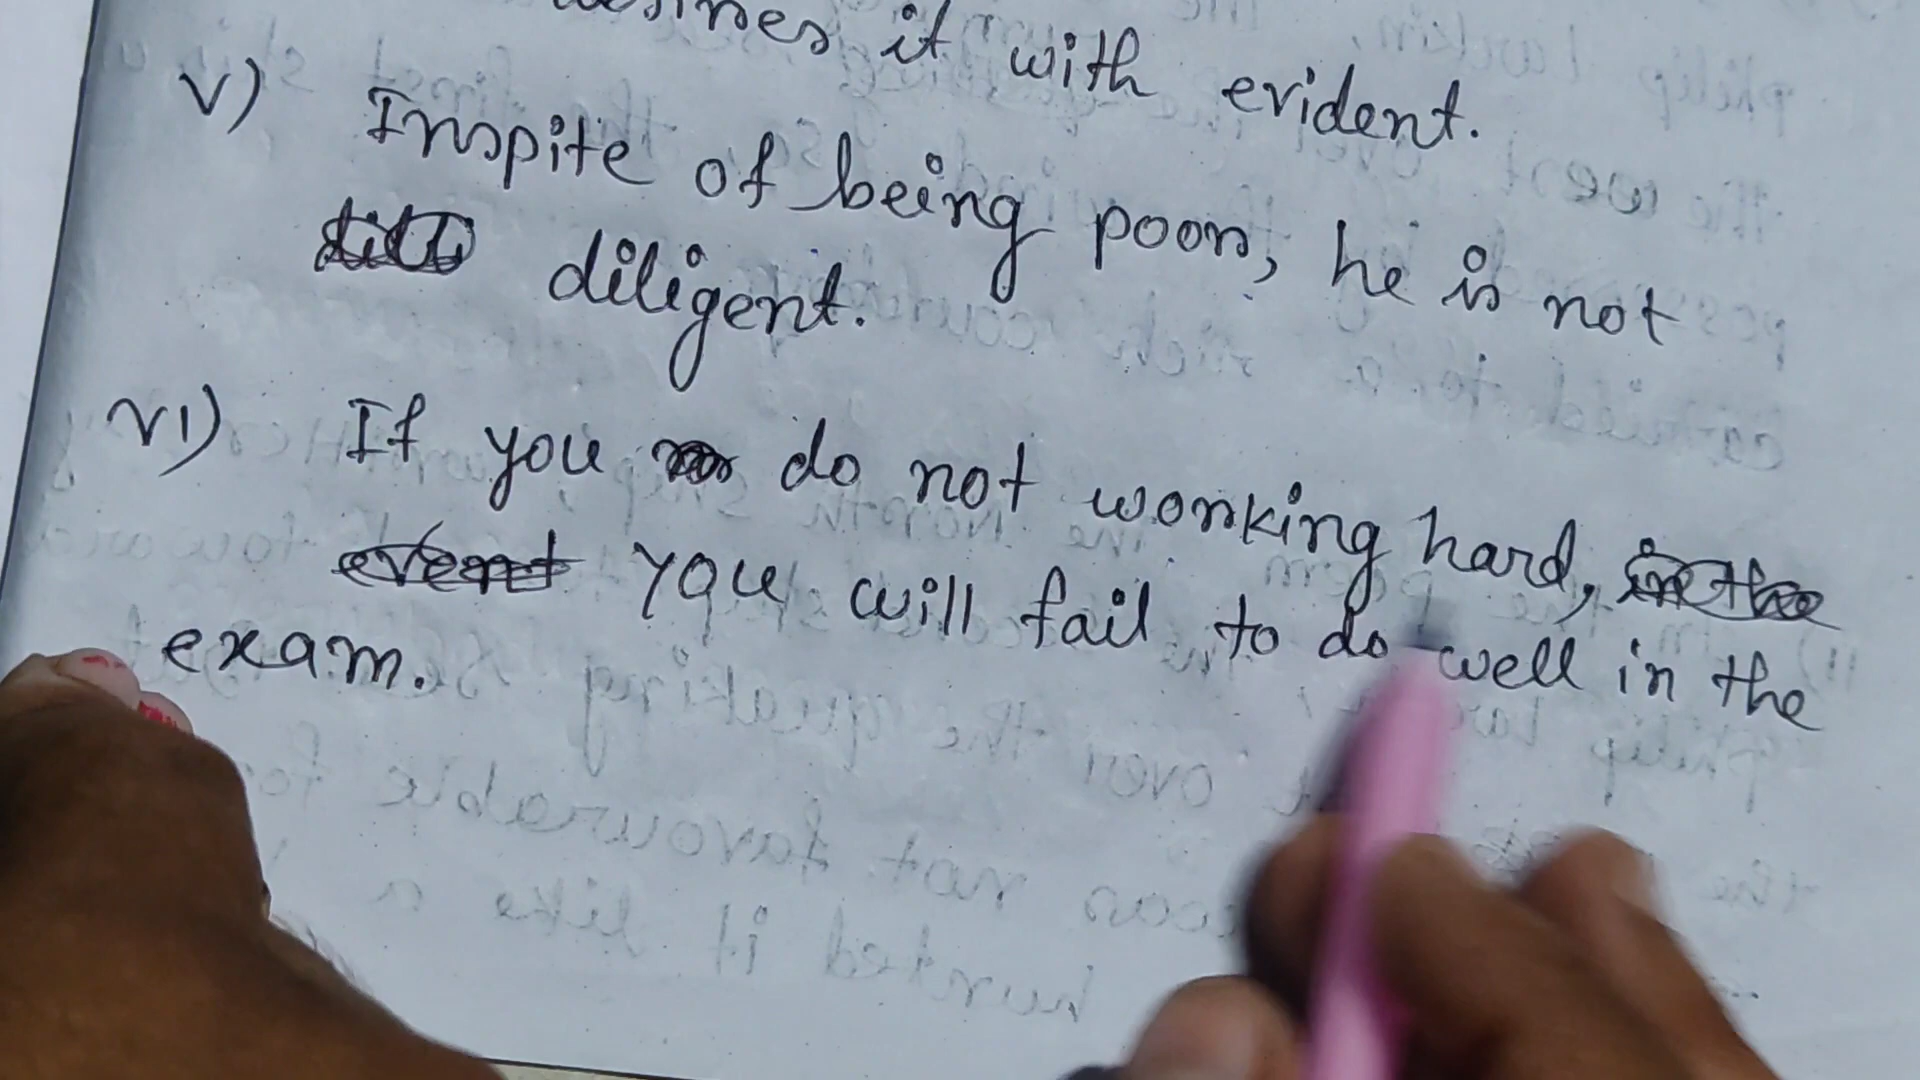 it with evident.
v) Inspite of being poor, he is not
diligent.
vi) If you do not working hard,
you will fail to do well in the
exam.